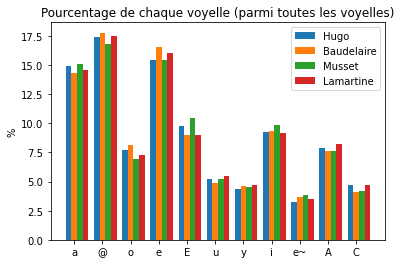 Pourcentage de chaque voyelle (parmi toutes les voyelles)
Hugo
Baudelaire
Musset
Lamartine
%
17.5
15.0
12.5
10.0
7.5
5.0
2.5
0.0
a @ o e E u y i e~ A C